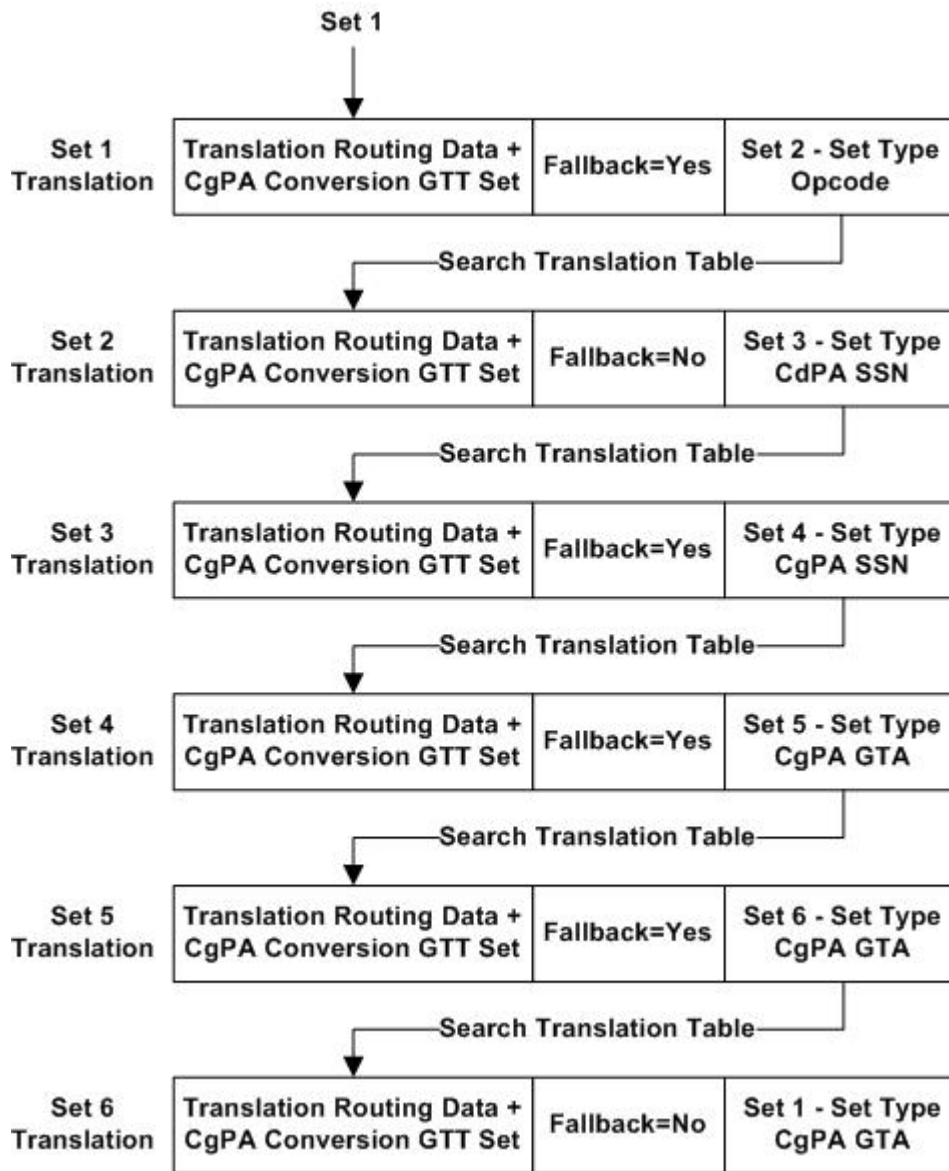 Set 1
Set 1
Translation
Translation Routing Data +
CgPA Conversion GTT Set
Fallback=Yes
Set 2 - Set Type
Opcode
Search Translation Table
Set 2
Translation
Translation Routing Data +
CgPA Conversion GTT Set
Fallback=No
Set 3 - Set Type
CdPA SSN
Search Translation Table
Set 3
Translation
Translation Routing Data +
CgPA Conversion GTT Set
Fallback=Yes
Set 4 - Set Type
CgPA SSN
Search Translation Table
Set 4
Translation
Translation Routing Data +
CgPA Conversion GTT Set
Fallback=Yes
Set 5 - Set Type
CgPA GTA
Search Translation Table
Set 5
Translation
Translation Routing Data +
CgPA Conversion GTT Set
Fallback=Yes
Set 6 - Set Type
CgPA GTA
Search Translation Table
Set 6
Translation
Translation Routing Data +
CgPA Conversion GTT Set
Fallback=No
Set 1 - Set Type
CgPA GTA